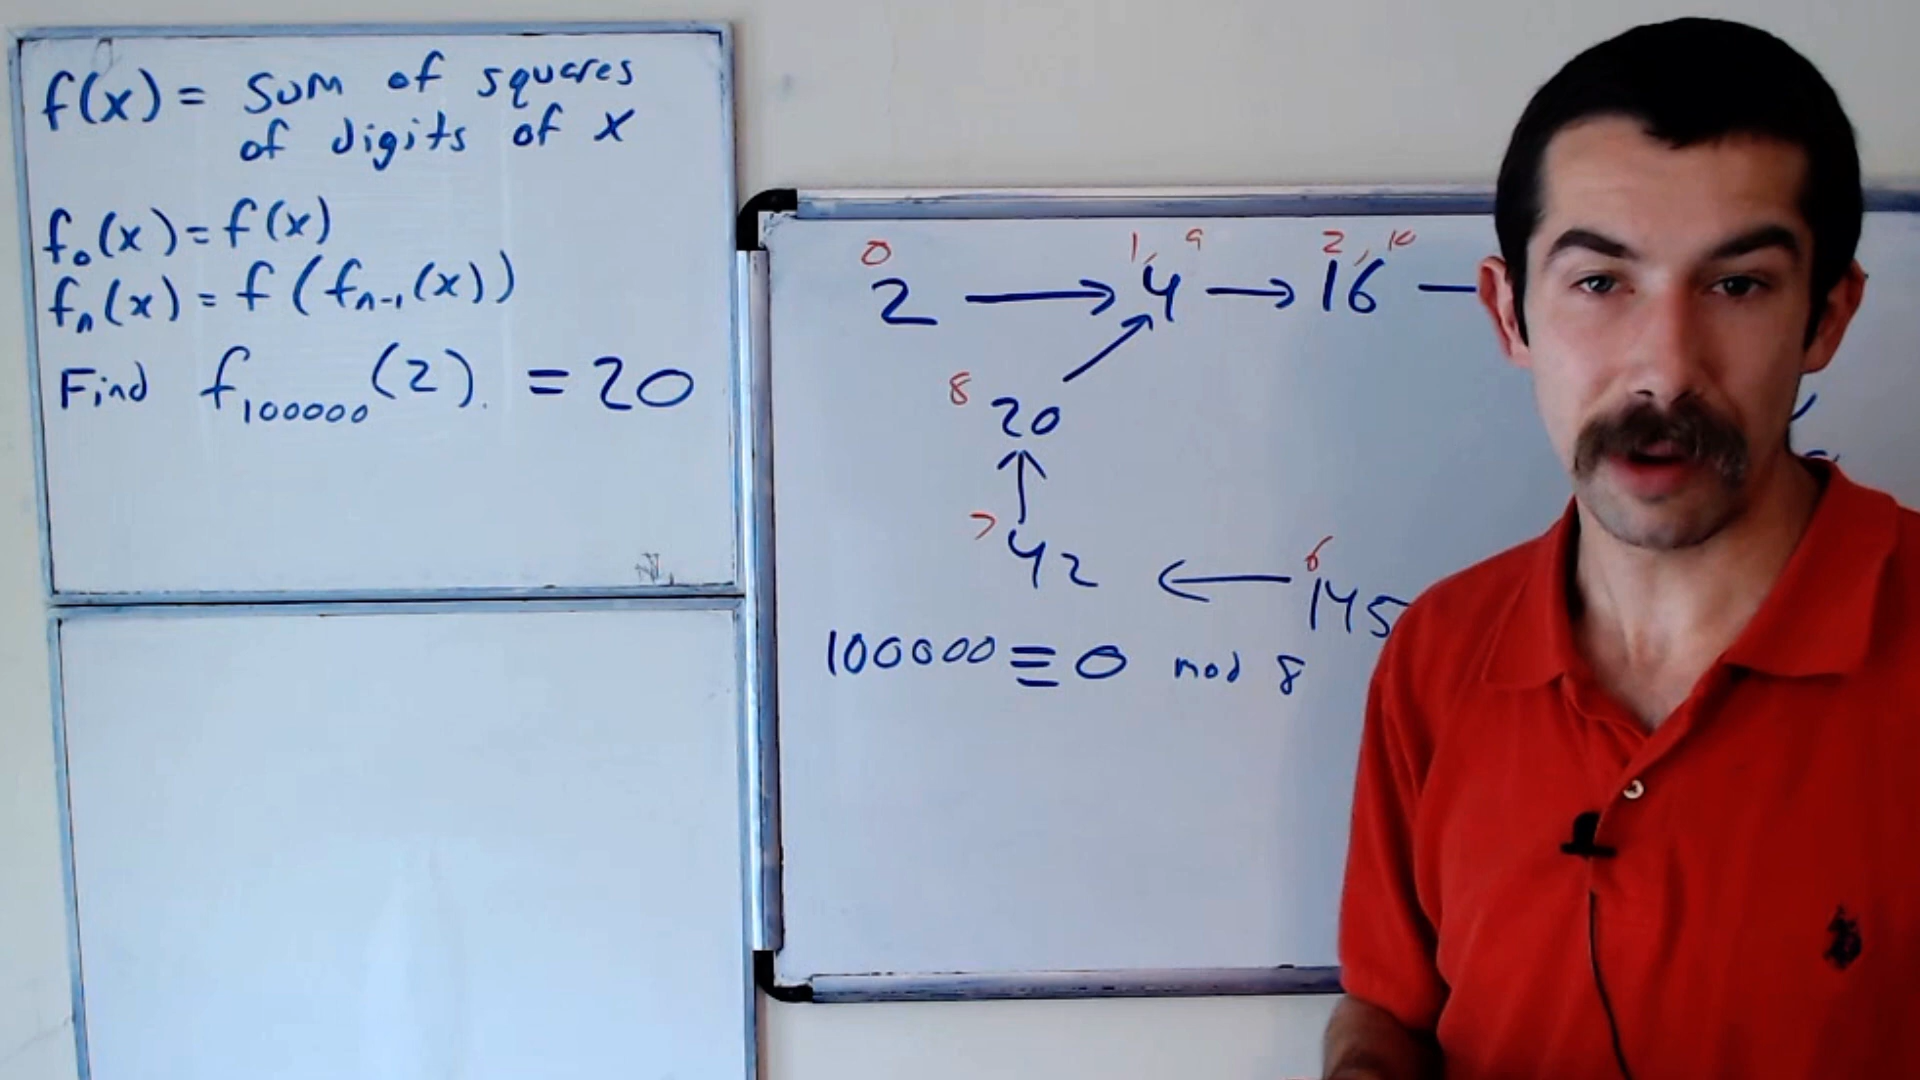 f(x) = sum of squares
of digits of x
f₀(x) = f(x)
fₙ(x) = f(fₙ₋₁(x))
Find f₁₀₀₀₀₀(2). = 20
0 1, 9 2, 10
2 → 4 → 16 —
8 20
7 42 ← 6 145
100000 ≡ 0 mod 8